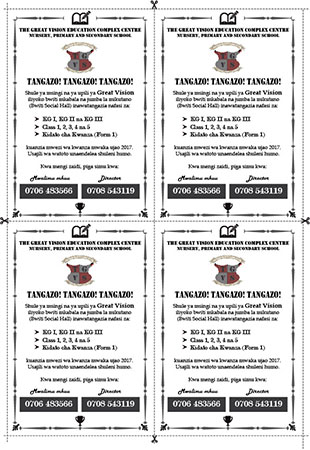 THE GREAT VISION EDUCATION COMPLEX CENTRE
NURSERY, PRIMARY AND SECONDARY SCHOOL
TANGAZO! TANGAZO! TANGAZO!
Shule ya msingi na ya upili ya Great Vision
iliyoko bwiti mkabala na jumba la mikutano
(Bwiti Social Hall) inawatangazia nafasi za:
KG I, KG II na KG III
Class 1, 2, 3, 4 na 5
Kidato cha Kwanza (Form 1)
kuanzia mwezi wa kwanza mwaka ujao 2017.
Usajili wa watoto unaendelea shuleni humo.
Kwa mengi zaidi, piga simu kwa:
Mwalimu mkuu Director
0706 483566 0708 543119
THE GREAT VISION EDUCATION COMPLEX CENTRE
NURSERY, PRIMARY AND SECONDARY SCHOOL
TANGAZO! TANGAZO! TANGAZO!
Shule ya msingi na ya upili ya Great Vision
iliyoko bwiti mkabala na jumba la mikutano
(Bwiti Social Hall) inawatangazia nafasi za:
KG I, KG II na KG III
Class 1, 2, 3, 4 na 5
Kidato cha Kwanza (Form 1)
kuanzia mwezi wa kwanza mwaka ujao 2017.
Usajili wa watoto unaendelea shuleni humo.
Kwa mengi zaidi, piga simu kwa:
Mwalimu mkuu Director
0706 483566 0708 543119
THE GREAT VISION EDUCATION COMPLEX CENTRE
NURSERY, PRIMARY AND SECONDARY SCHOOL
TANGAZO! TANGAZO! TANGAZO!
Shule ya msingi na ya upili ya Great Vision
iliyoko bwiti mkabala na jumba la mikutano
(Bwiti Social Hall) inawatangazia nafasi za:
KG I, KG II na KG III
Class 1, 2, 3, 4 na 5
Kidato cha Kwanza (Form 1)
kuanzia mwezi wa kwanza mwaka ujao 2017.
Usajili wa watoto unaendelea shuleni humo.
Kwa mengi zaidi, piga simu kwa:
Mwalimu mkuu Director
0706 483566 0708 543119
THE GREAT VISION EDUCATION COMPLEX CENTRE
NURSERY, PRIMARY AND SECONDARY SCHOOL
TANGAZO! TANGAZO! TANGAZO!
Shule ya msingi na ya upili ya Great Vision
iliyoko bwiti mkabala na jumba la mikutano
(Bwiti Social Hall) inawatangazia nafasi za:
KG I, KG II na KG III
Class 1, 2, 3, 4 na 5
Kidato cha Kwanza (Form 1)
kuanzia mwezi wa kwanza mwaka ujao 2017.
Usajili wa watoto unaendelea shuleni humo.
Kwa mengi zaidi, piga simu kwa:
Mwalimu mkuu Director
0706 483566 0708 543119